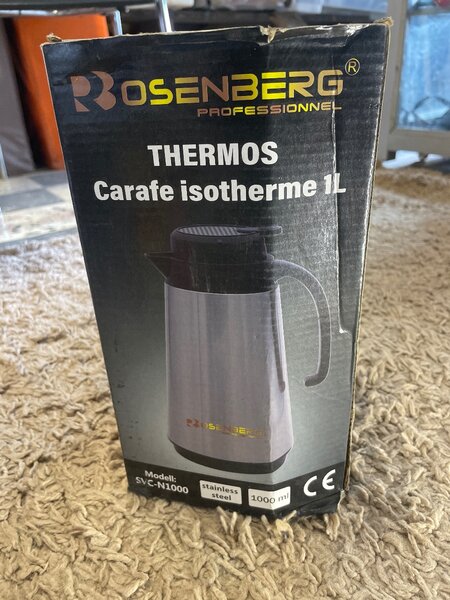 ROSENBERG®
PROFESSIONNEL
THERMOS
Carafe isotherme 1L
ROSENBERG
Modell:
SVC-N1000
stainless
steel
1000 ml
CE